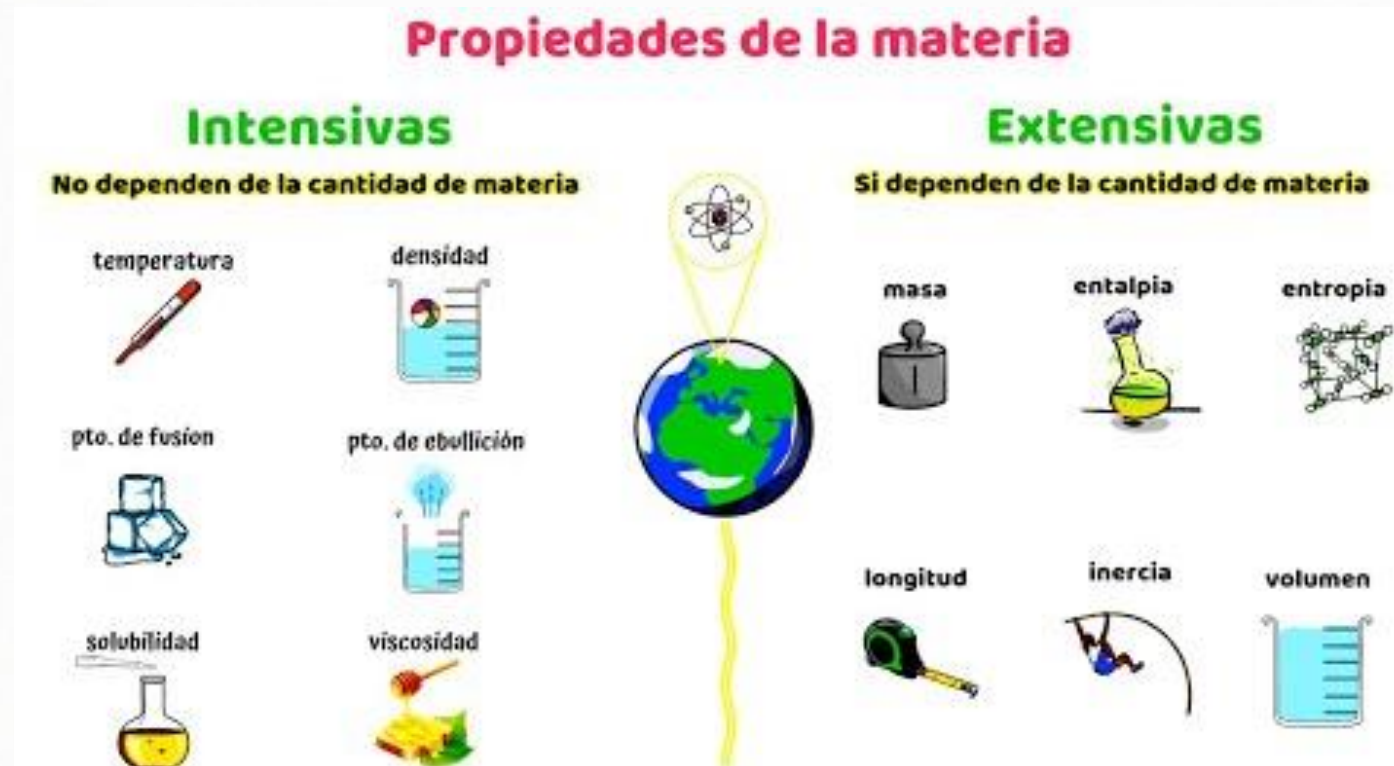 Propiedades de la materia
Intensivas
No dependen de la cantidad de materia
temperatura
densidad
pto. de fusíon
pto. de ebullición
solubilidad
viscosidad
Extensivas
Si dependen de la cantidad de materia
masa
entalpia
entropia
longitud
inercia
volumen